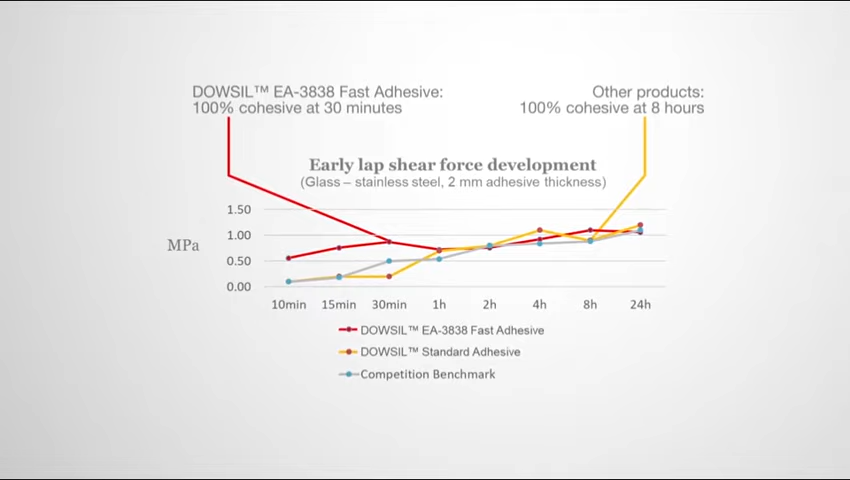 DOWSIL™ EA-3838 Fast Adhesive:
100% cohesive at 30 minutes
Other products:
100% cohesive at 8 hours
Early lap shear force development
(Glass – stainless steel, 2 mm adhesive thickness)
MPa
1.50
1.00
0.50
0.00
10min 15min 30min 1h 2h 4h 8h 24h
DOWSIL™ EA-3838 Fast Adhesive
DOWSIL™ Standard Adhesive
Competition Benchmark